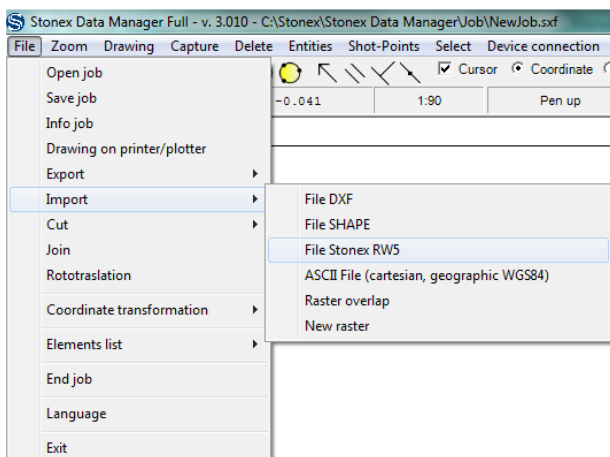 Stonex Data Manager Full - v. 3.010 - C:\Stonex\Stonex Data Manager\Job\NewJob.sxf
File Zoom Drawing Capture Delete Entities Shot-Points Select Device connection
Cursor Coordinate
-0.041 1:90 Pen up
Open job
Save job
Info job
Drawing on printer/plotter
Export
Import
Cut
Join
Rototraslation
Coordinate transformation
Elements list
End job
Language
Exit
File DXF
File SHAPE
File Stonex RW5
ASCII File (cartesian, geographic WGS84)
Raster overlap
New raster